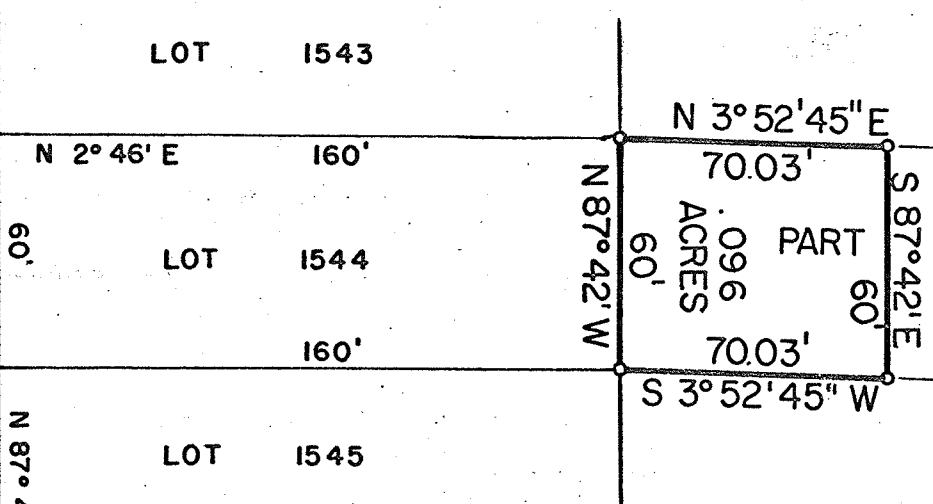 LOT 1543
N 3°52'45" E
N 2°46' E 160'
70.03'
N 87°42' W
60'
.096
ACRES
PART
60'
S 87°42' E
60'
LOT 1544
160'
70.03'
S 3°52'45" W
LOT 1545
N 87°